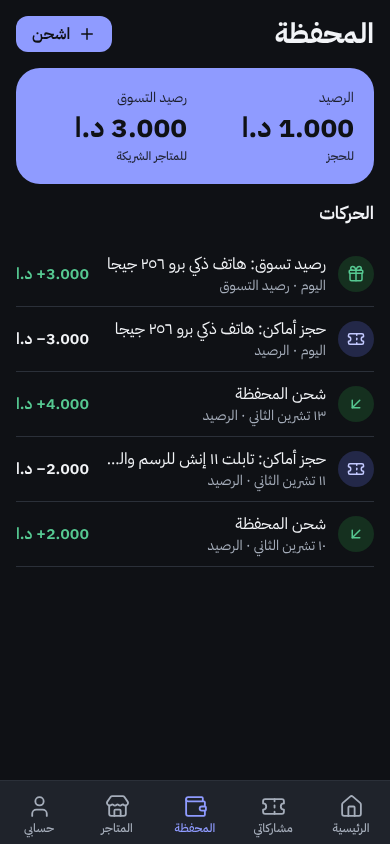 المحفظة
اشحن +
الرصيد
1.000 د.ا
للحجز
رصيد التسوق
3.000 د.ا
للمتاجر الشريكة
الحركات
رصيد تسوق: هاتف ذكي برو ٢٥٦ جيجا
اليوم · رصيد التسوق
+3.000 د.ا
حجز أماكن: هاتف ذكي برو ٢٥٦ جيجا
اليوم · الرصيد
−3.000 د.ا
شحن المحفظة
١٣ تشرين الثاني · الرصيد
+4.000 د.ا
حجز أماكن: تابلت ١١ إنش للرسم والـ...
١١ تشرين الثاني · الرصيد
−2.000 د.ا
شحن المحفظة
١٠ تشرين الثاني · الرصيد
+2.000 د.ا
الرئيسية
مشاركاتي
المحفظة
المتاجر
حسابي